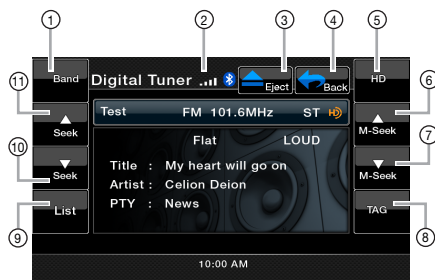 1 2 3 4 5
Band Digital Tuner Eject Back HD
Test FM 101.6MHz ST HD
11 Seek M-Seek 6
Flat LOUD
Title : My heart will go on
10 Seek M-Seek 7
Artist : Celion Deion
PTY : News
9 List TAG 8
10:00 AM